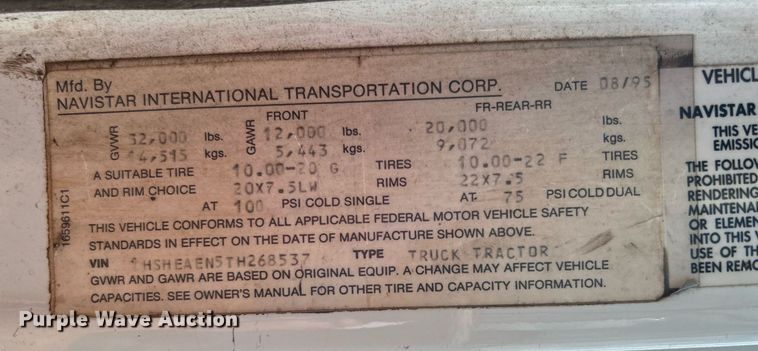 Mfd. By
NAVISTAR INTERNATIONAL TRANSPORTATION CORP. DATE 08/95
FRONT FR-REAR-RR
GVWR 32,000 lbs. GAWR 12,000 lbs. 20,000
14,515 kgs. 5,443 kgs. 9,072
A SUITABLE TIRE 10.00-20 G TIRES 10.00-22 F TIRE
AND RIM CHOICE 20X7.5LW RIMS 22X7.5 RIMS
AT 100 PSI COLD SINGLE AT 75 PSI COLD DUAL
THIS VEHICLE CONFORMS TO ALL APPLICABLE FEDERAL MOTOR VEHICLE SAFETY
STANDARDS IN EFFECT ON THE DATE OF MANUFACTURE SHOWN ABOVE.
VIN HSHEAEN5TH268537 TYPE TRUCK TRACTOR
GVWR AND GAWR ARE BASED ON ORIGINAL EQUIP. A CHANGE MAY AFFECT VEHICLE
CAPACITIES. SEE OWNER'S MANUAL FOR OTHER TIRE AND CAPACITY INFORMATION.
1659611C1
VEHICL
NAVISTAR
THIS VE
EMISSIO
THE FOLLOW
PROHIBITED
RENDERING
MAINTENA
OR ELEMEN
INTO THIS V
USE OF TH
BEEN REMO
Purple Wave Auction